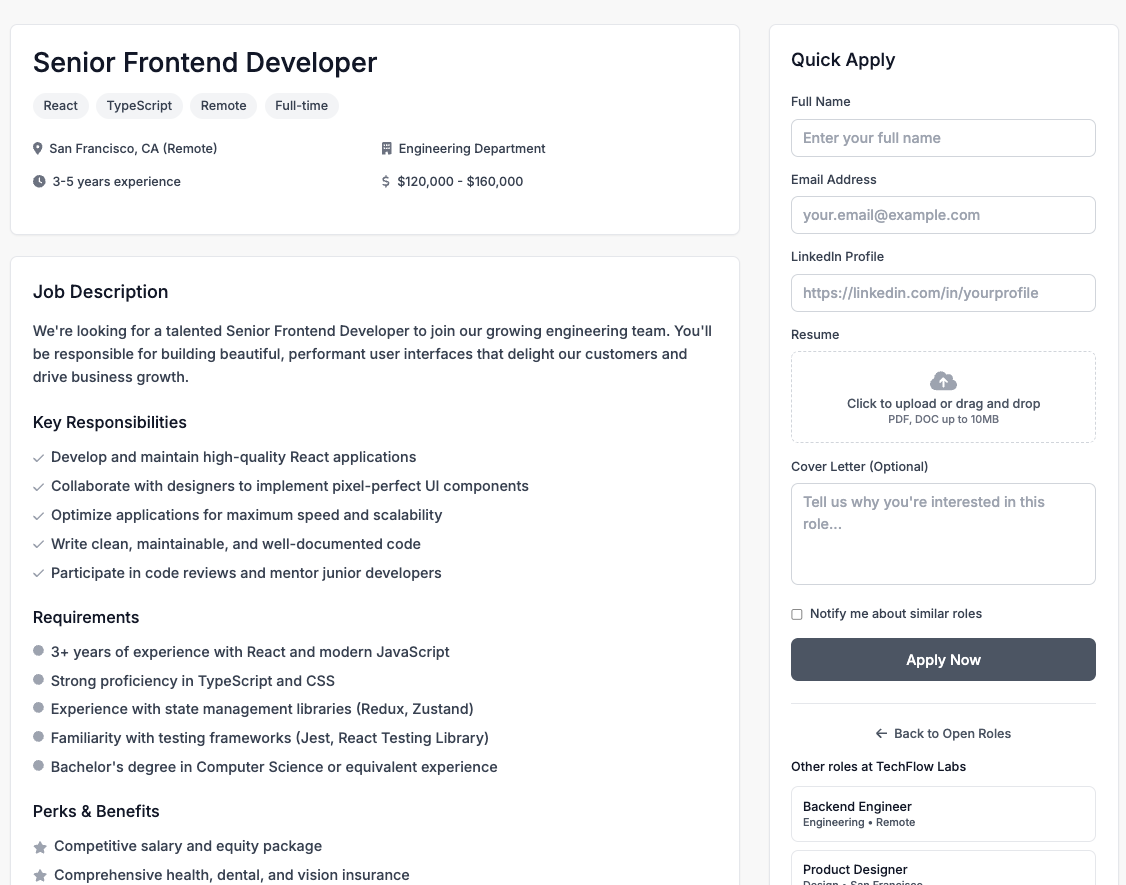 Senior Frontend Developer
React
TypeScript
Remote
Full-time
San Francisco, CA (Remote)
Engineering Department
3-5 years experience
$ $120,000 - $160,000
Job Description
We're looking for a talented Senior Frontend Developer to join our growing engineering team. You'll
be responsible for building beautiful, performant user interfaces that delight our customers and
drive business growth.
Key Responsibilities
Develop and maintain high-quality React applications
Collaborate with designers to implement pixel-perfect UI components
Optimize applications for maximum speed and scalability
Write clean, maintainable, and well-documented code
Participate in code reviews and mentor junior developers
Requirements
3+ years of experience with React and modern JavaScript
Strong proficiency in TypeScript and CSS
Experience with state management libraries (Redux, Zustand)
Familiarity with testing frameworks (Jest, React Testing Library)
Bachelor's degree in Computer Science or equivalent experience
Perks & Benefits
Competitive salary and equity package
Comprehensive health, dental, and vision insurance
Quick Apply
Full Name
Enter your full name
Email Address
your.email@example.com
LinkedIn Profile
https://linkedin.com/in/yourprofile
Resume
Click to upload or drag and drop
PDF, DOC up to 10MB
Cover Letter (Optional)
Tell us why you're interested in this
role...
Notify me about similar roles
Apply Now
← Back to Open Roles
Other roles at TechFlow Labs
Backend Engineer
Engineering • Remote
Product Designer
Design • San Francisco